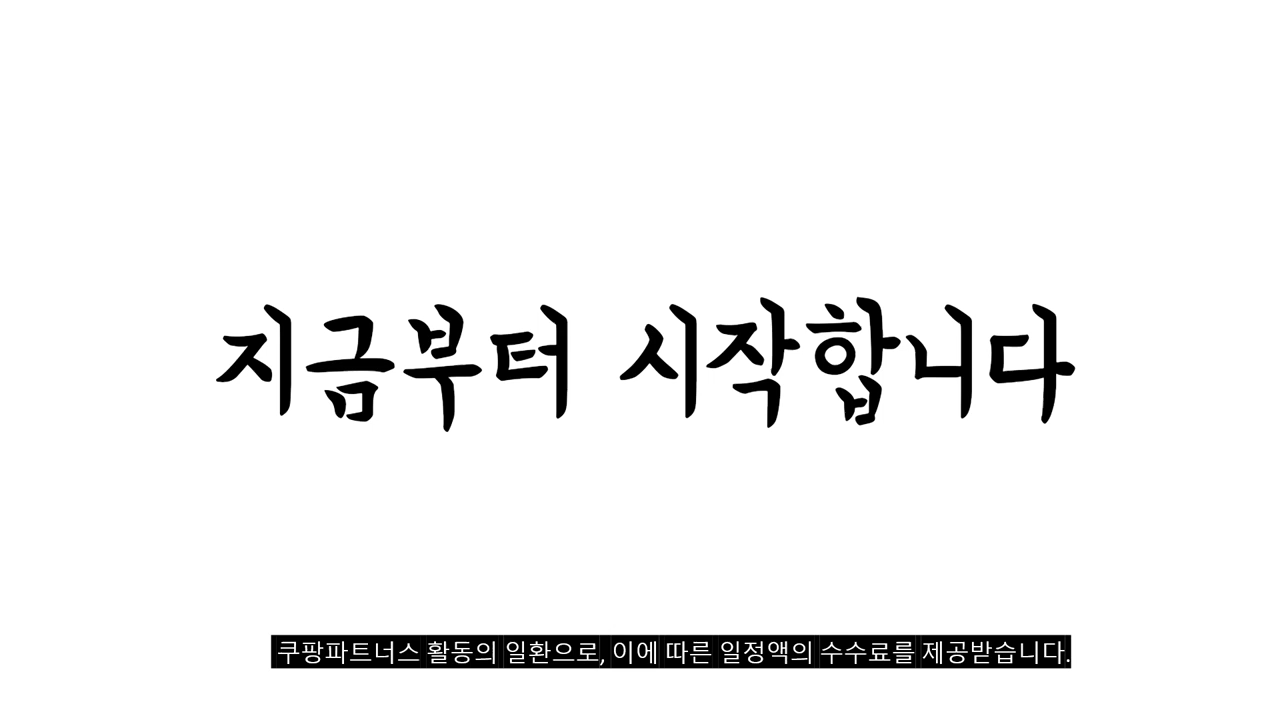 지금부터 시작합니다
쿠팡파트너스 활동의 일환으로, 이에 따른 일정액의 수수료를 제공받습니다.